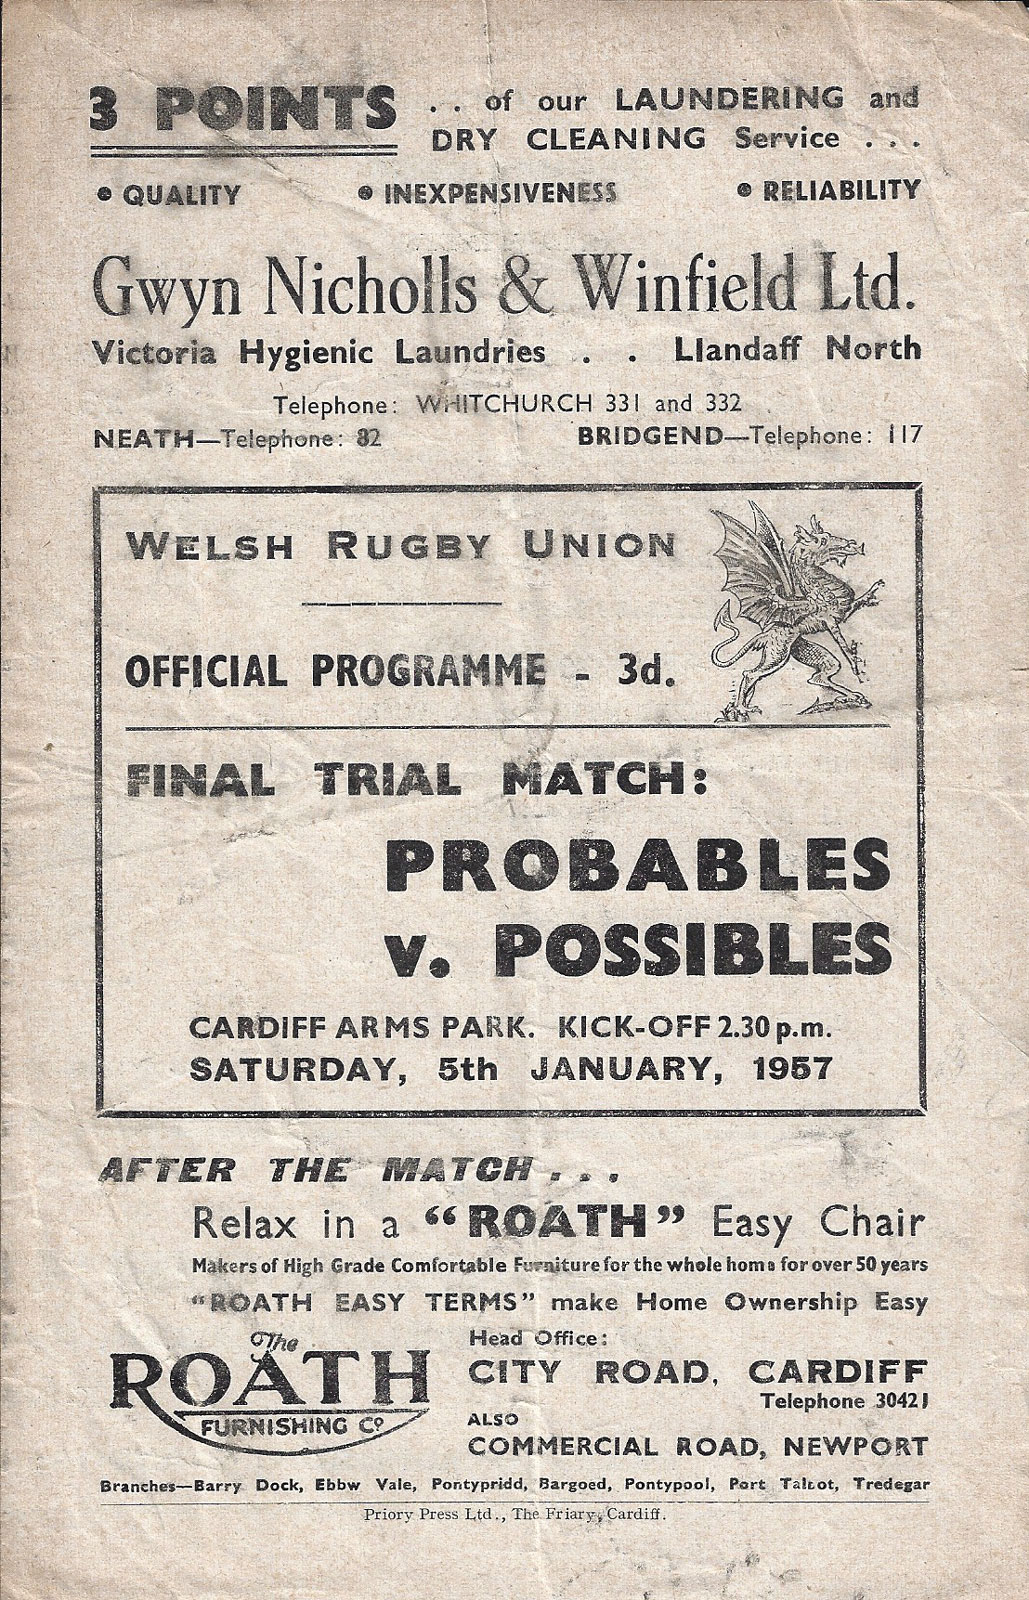 3 POINTS . . of our LAUNDERING and
DRY CLEANING Service . . .
• QUALITY • INEXPENSIVENESS • RELIABILITY
Gwyn Nicholls & Winfield Ltd.
Victoria Hygienic Laundries . . Llandaff North
Telephone: WHITCHURCH 331 and 332
NEATH—Telephone: 82 BRIDGEND—Telephone: 117
WELSH RUGBY UNION
OFFICIAL PROGRAMME - 3d.
FINAL TRIAL MATCH:
PROBABLES
v. POSSIBLES
CARDIFF ARMS PARK. KICK-OFF 2.30 p.m.
SATURDAY, 5th JANUARY, 1957
AFTER THE MATCH . . .
Relax in a "ROATH" Easy Chair
Makers of High Grade Comfortable Furniture for the whole home for over 50 years
"ROATH EASY TERMS" make Home Ownership Easy
The
ROATH
FURNISHING Co
Head Office:
CITY ROAD, CARDIFF
Telephone 30421
ALSO
COMMERCIAL ROAD, NEWPORT
Branches—Barry Dock, Ebbw Vale, Pontypridd, Bargoed, Pontypool, Port Talbot, Tredegar
Priory Press Ltd., The Friary, Cardiff.